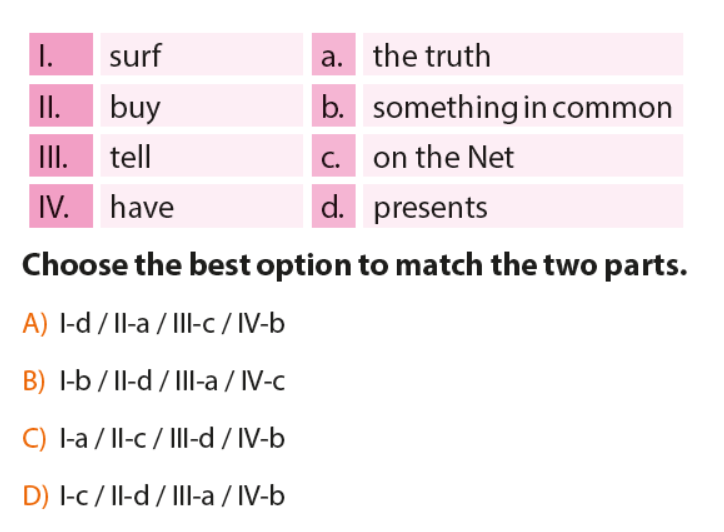 I. surf a. the truth
II. buy b. something in common
III. tell c. on the Net
IV. have d. presents
Choose the best option to match the two parts.
A) I-d / II-a / III-c / IV-b
B) I-b / II-d / III-a / IV-c
C) I-a / II-c / III-d / IV-b
D) I-c / II-d / III-a / IV-b